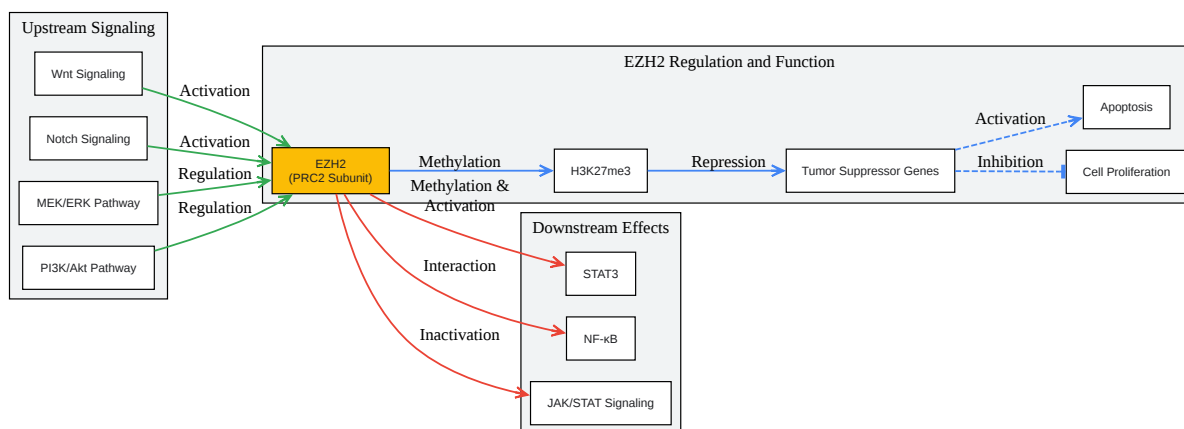 Upstream Signaling
Wnt Signaling
Notch Signaling
MEK/ERK Pathway
PI3K/Akt Pathway
Activation
Activation
Regulation
Regulation
EZH2 Regulation and Function
EZH2
(PRC2 Subunit)
Methylation
H3K27me3
Repression
Tumor Suppressor Genes
Activation
Inhibition
Apoptosis
Cell Proliferation
Methylation &
Activation
Interaction
Inactivation
Downstream Effects
STAT3
NF-κB
JAK/STAT Signaling